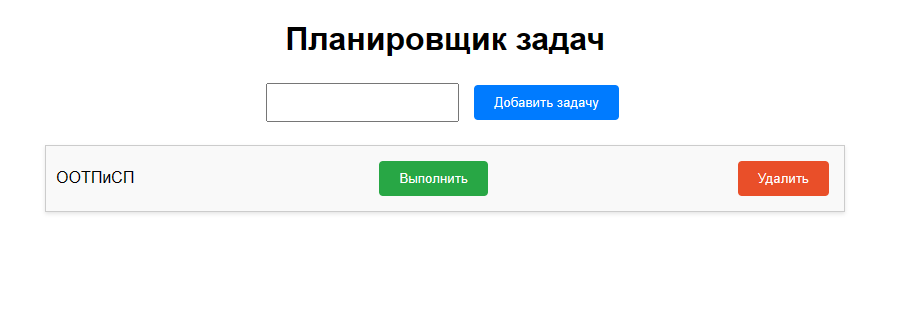 Планировщик задач
Добавить задачу
ООТПиСП Выполнить Удалить